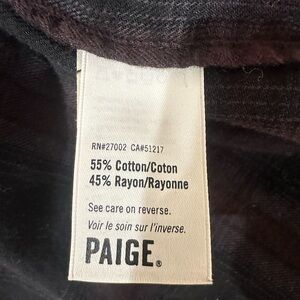 RN#27002 CA#51217
55% Cotton/Coton
45% Rayon/Rayonne
See care on reverse.
Voir le soin sur l'inverse.
PAIGE®